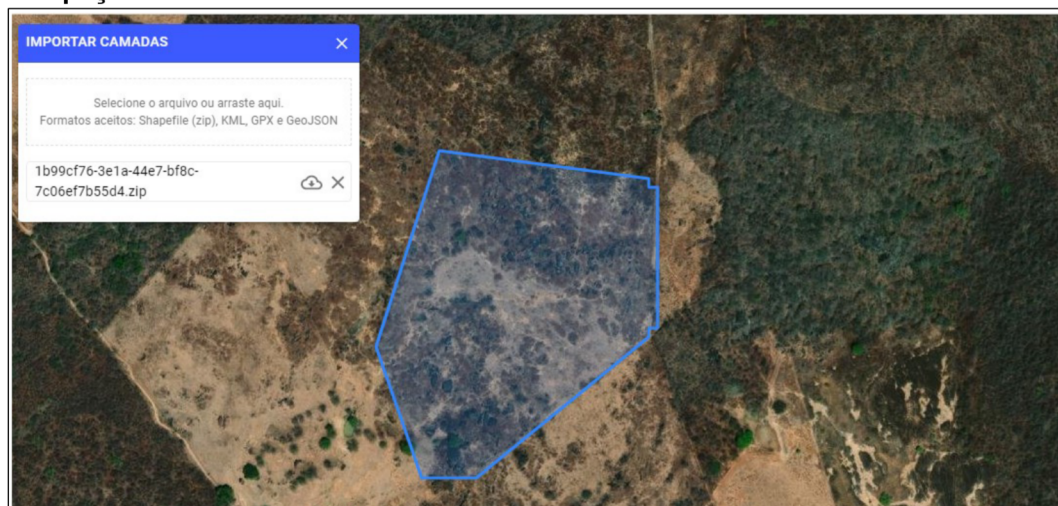 IMPORTAR CAMADAS
Selecione o arquivo ou arraste aqui.
Formatos aceitos: Shapefile (zip), KML, GPX e GeoJSON
1b99cf76-3e1a-44e7-bf8c-
7c06ef7b55d4.zip